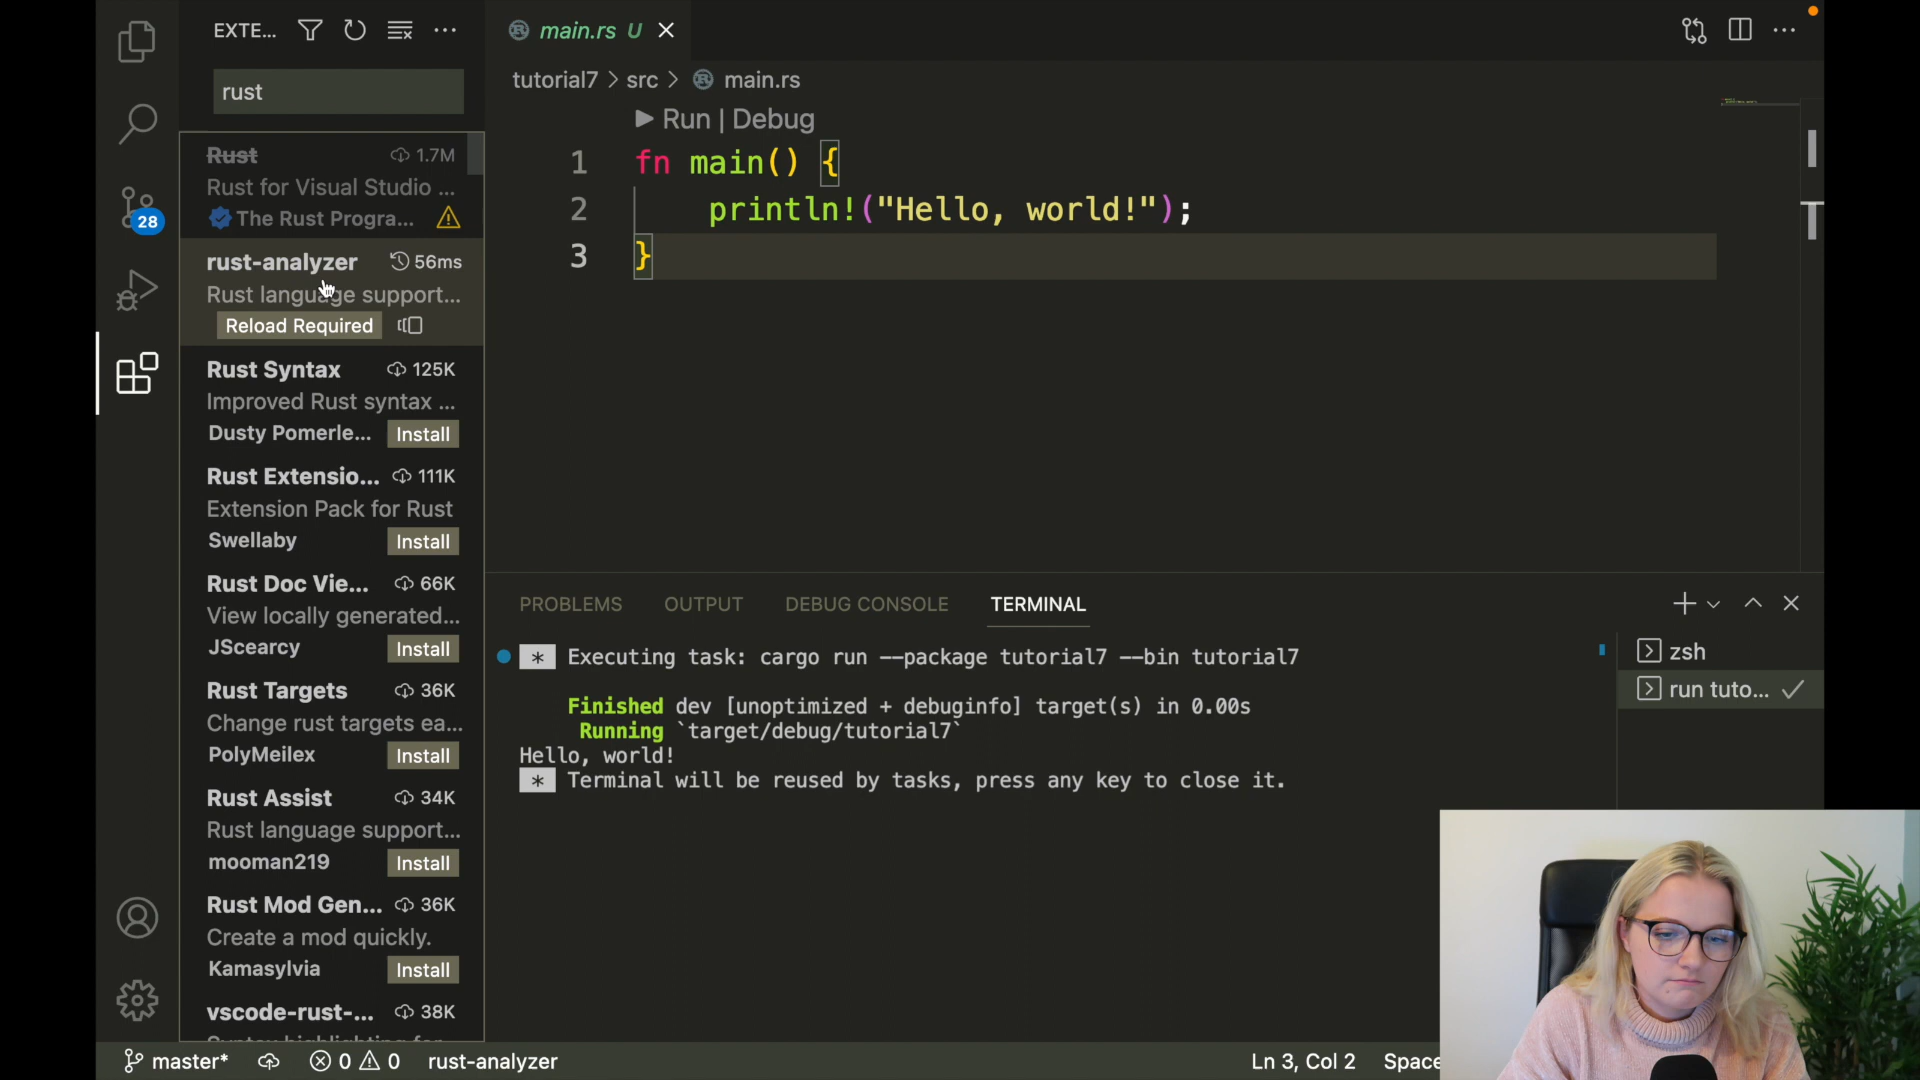 EXTE...
rust
Rust 1.7M
Rust for Visual Studio ...
The Rust Progra...
rust-analyzer 56ms
Rust language support...
Reload Required
Rust Syntax 125K
Improved Rust syntax ...
Dusty Pomerle... Install
Rust Extensio... 111K
Extension Pack for Rust
Swellaby Install
Rust Doc Vie... 66K
View locally generated...
JScearcy Install
Rust Targets 36K
Change rust targets ea...
PolyMeilex Install
Rust Assist 34K
Rust language support...
mooman219 Install
Rust Mod Gen... 36K
Create a mod quickly.
Kamasylvia Install
vscode-rust-... 38K
28
main.rs U
tutorial7 > src > main.rs
Run | Debug
1 fn main() {
2 println!("Hello, world!");
3 }
PROBLEMS OUTPUT DEBUG CONSOLE TERMINAL
* Executing task: cargo run --package tutorial7 --bin tutorial7
Finished dev [unoptimized + debuginfo] target(s) in 0.00s
Running `target/debug/tutorial7`
Hello, world!
* Terminal will be reused by tasks, press any key to close it.
zsh
run tuto...
master* 0 0 rust-analyzer Ln 3, Col 2 Space